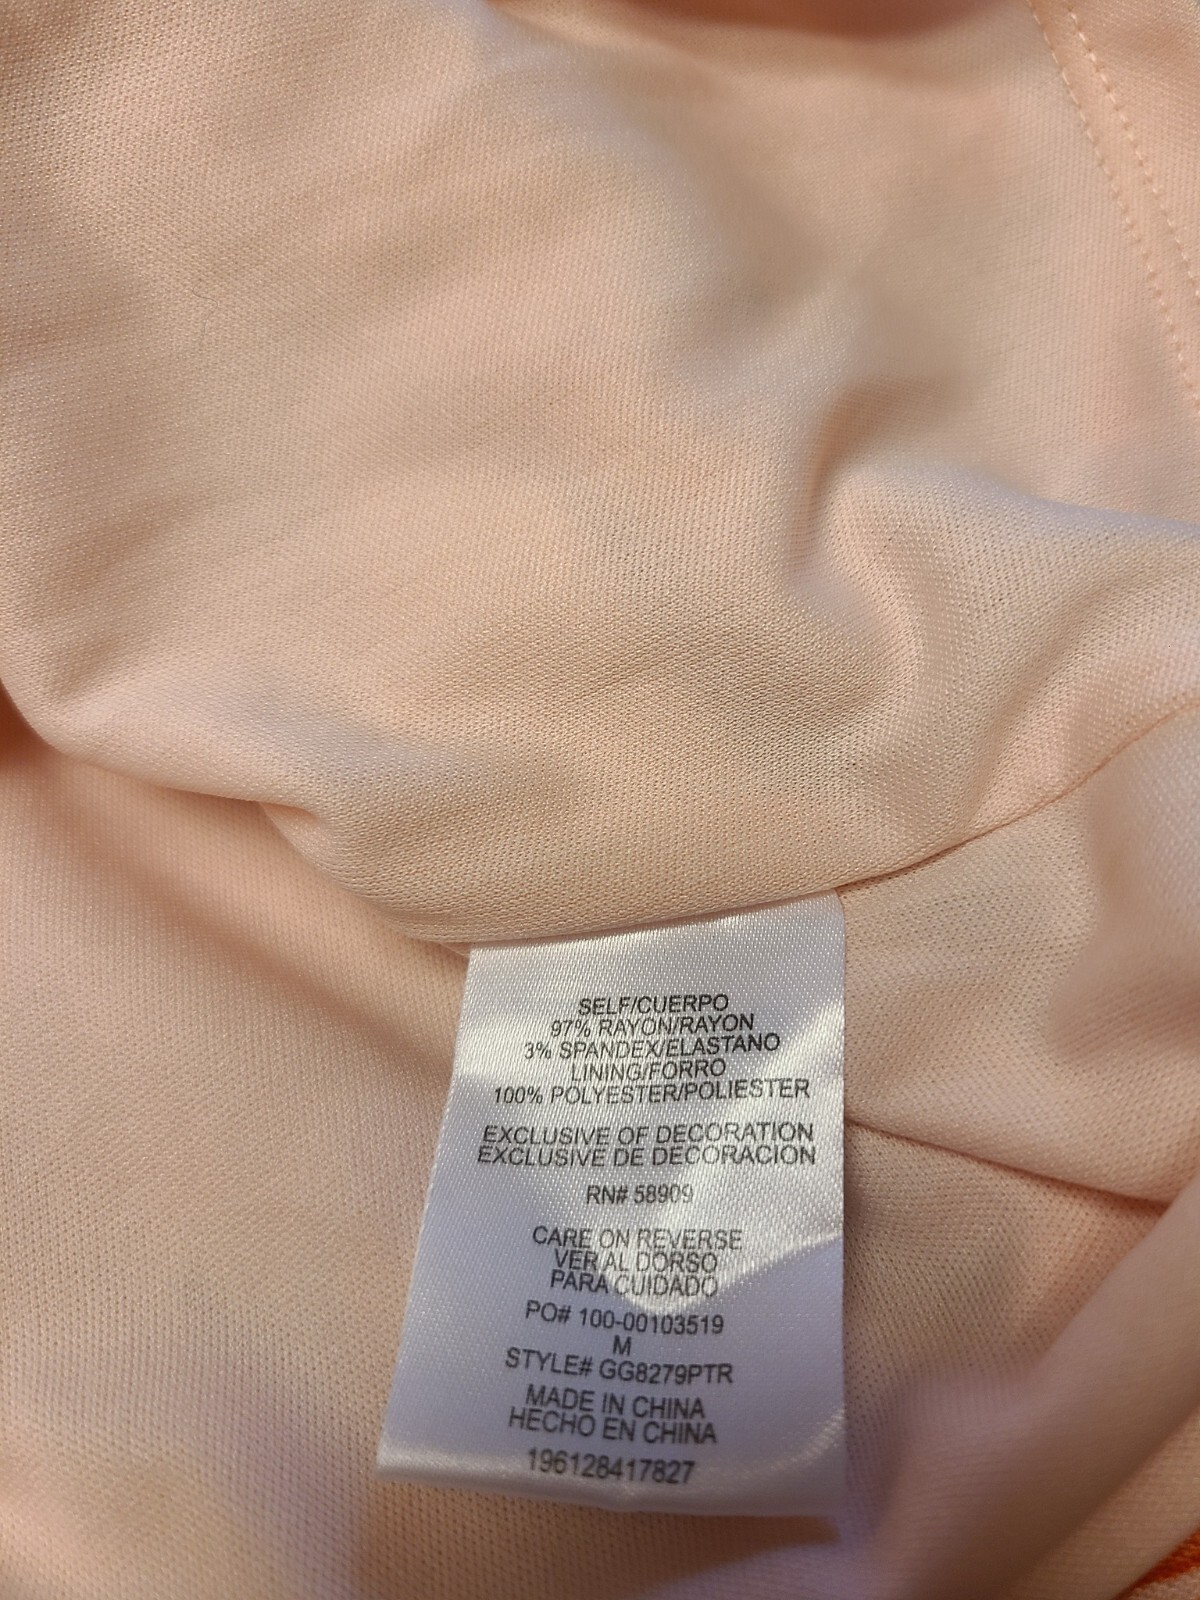 SELF/CUERPO
97% RAYON/RAYON
3% SPANDEX/ELASTANO
LINING/FORRO
100% POLYESTER/POLIESTER
EXCLUSIVE OF DECORATION
EXCLUSIVE DE DECORACION
RN# 58909
CARE ON REVERSE
VER AL DORSO
PARA CUIDADO
PO# 100-00103519
M
STYLE# GG8279PTR
MADE IN CHINA
HECHO EN CHINA
196128417827